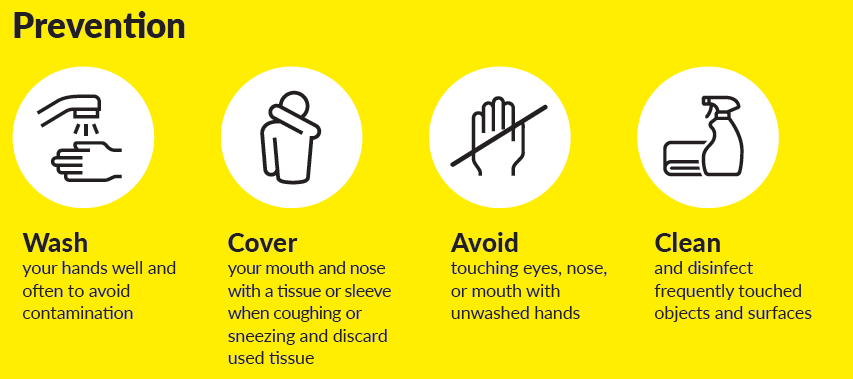 Prevention
Wash
your hands well and
often to avoid
contamination
Cover
your mouth and nose
with a tissue or sleeve
when coughing or
sneezing and discard
used tissue
Avoid
touching eyes, nose,
or mouth with
unwashed hands
Clean
and disinfect
frequently touched
objects and surfaces